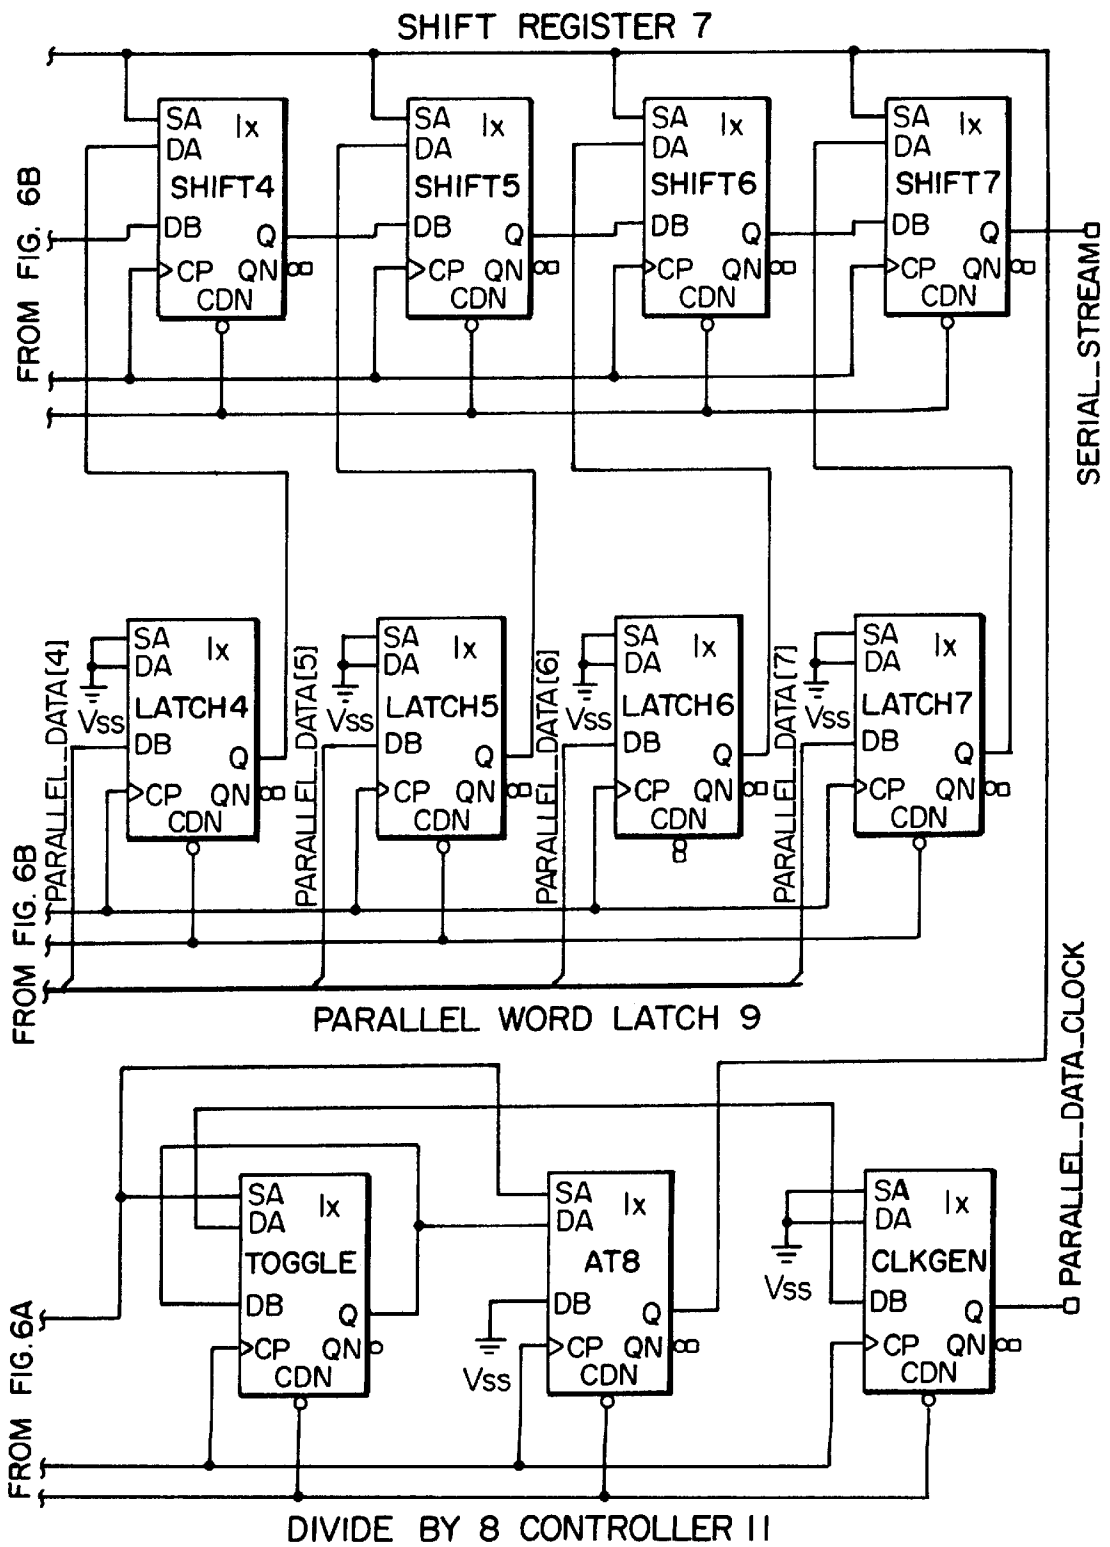 SHIFT REGISTER 7
SA Ix
DA
SHIFT4
DB Q
CP QN
CDN
SA Ix
DA
SHIFT5
DB Q
CP QN
CDN
SA Ix
DA
SHIFT6
DB Q
CP QN
CDN
SA Ix
DA
SHIFT7
DB Q
CP QN
CDN
FROM FIG. 6B
SERIAL_STREAM
SA Ix
DA
LATCH4
DB Q
CP QN
CDN
Vss
PARALLEL_DATA[4]
SA Ix
DA
LATCH5
DB Q
CP QN
CDN
Vss
PARALLEL_DATA[5]
SA Ix
DA
LATCH6
DB Q
CP QN
CDN
Vss
PARALLEL_DATA[6]
SA Ix
DA
LATCH7
DB Q
CP QN
CDN
Vss
PARALLEL_DATA[7]
FROM FIG. 6B
PARALLEL WORD LATCH 9
SA Ix
DA
TOGGLE
DB Q
CP QN
CDN
SA Ix
DA
AT8
DB Q
CP QN
CDN
Vss
SA Ix
DA
CLKGEN
DB Q
CP QN
CDN
Vss
PARALLEL_DATA_CLOCK
FROM FIG.6A
DIVIDE BY 8 CONTROLLER II